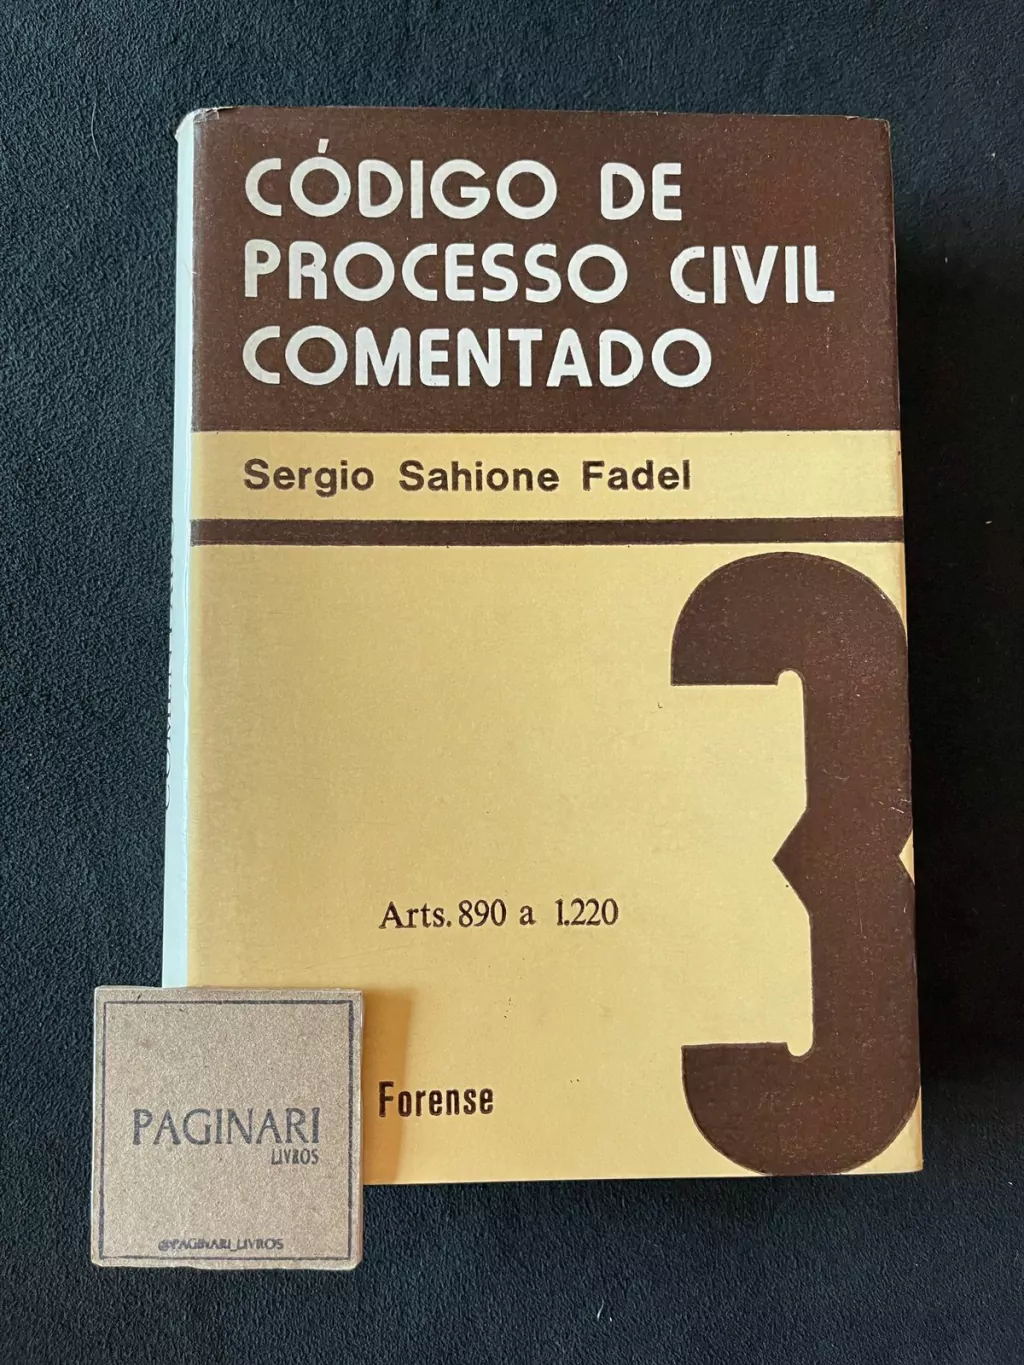 CÓDIGO DE
PROCESSO CIVIL
COMENTADO
Sergio Sahione Fadel
3
Arts. 890 a 1.220
Forense
PAGINARI
LIVROS
@PAGINARI_LIVROS